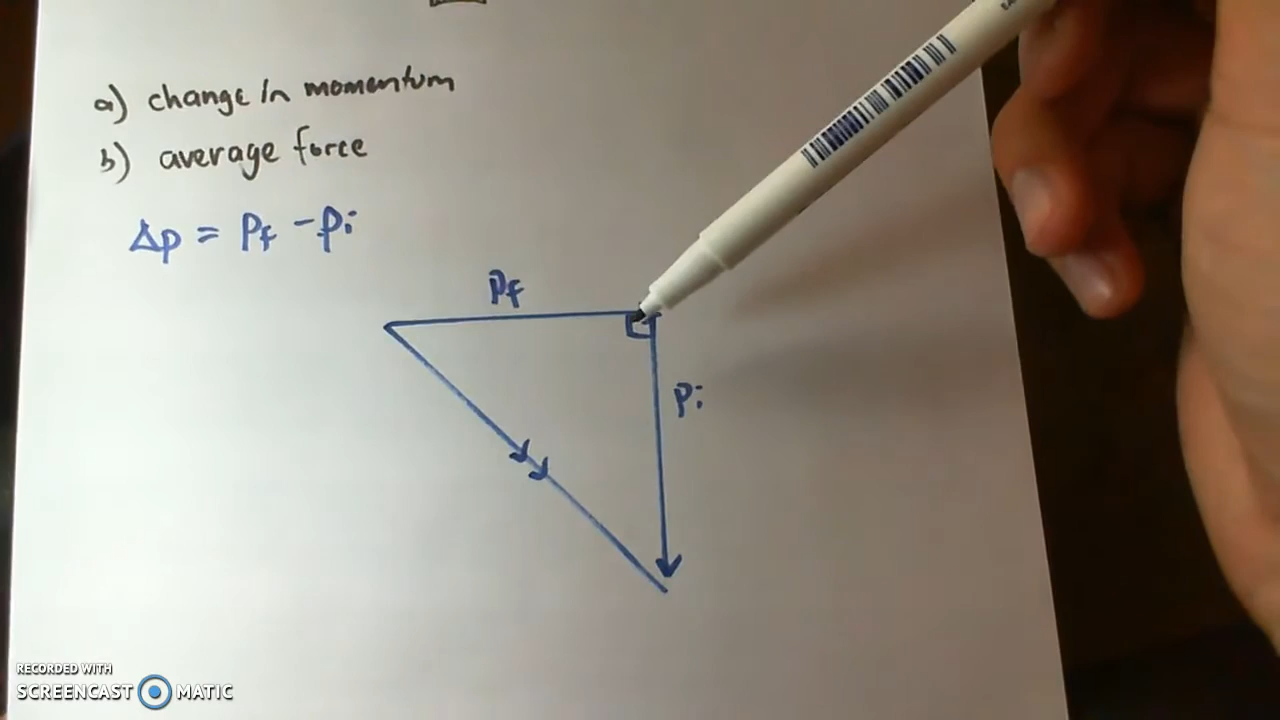 a) change in momentum
b) average force
Δp = Pf - Pi
Pf
Pi
RECORDED WITH
SCREENCAST MATIC